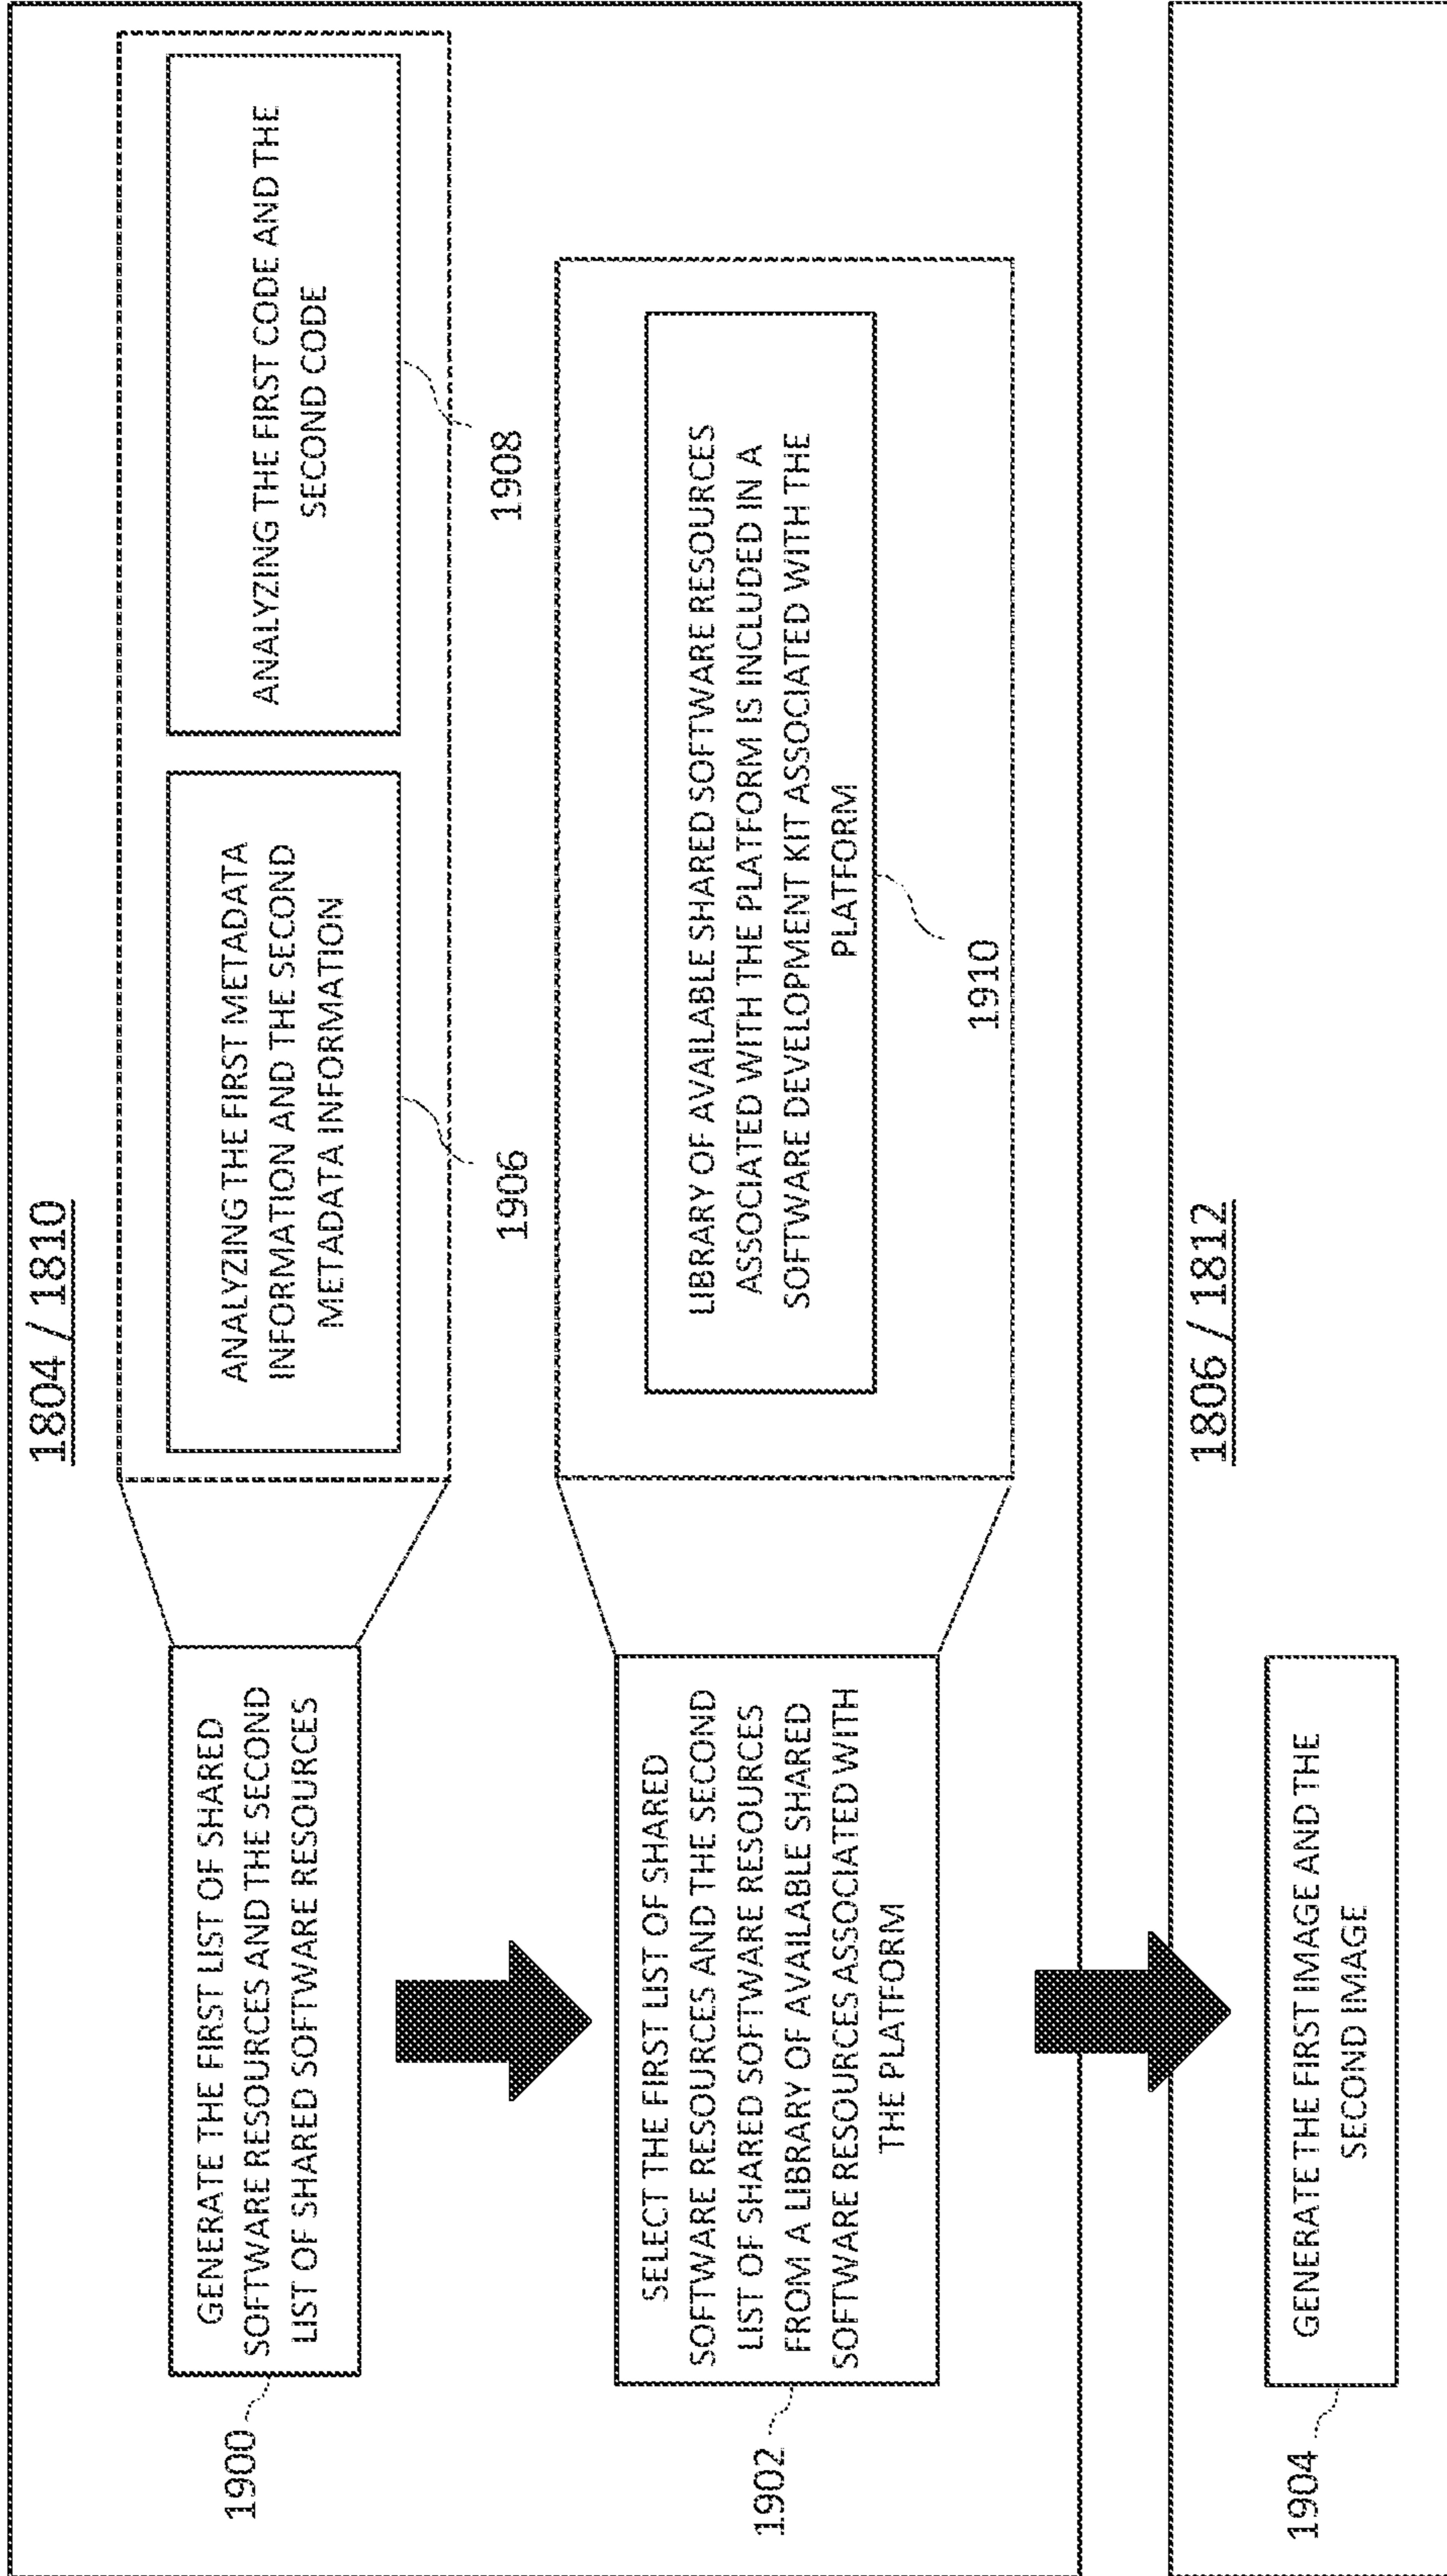 1804 / 1810
GENERATE THE FIRST LIST OF SHARED
SOFTWARE RESOURCES AND THE SECOND
LIST OF SHARED SOFTWARE RESOURCES
1900
ANALYZING THE FIRST METADATA
INFORMATION AND THE SECOND
METADATA INFORMATION
1906
ANALYZING THE FIRST CODE AND THE
SECOND CODE
1908
SELECT THE FIRST LIST OF SHARED
SOFTWARE RESOURCES AND THE SECOND
LIST OF SHARED SOFTWARE RESOURCES
FROM A LIBRARY OF AVAILABLE SHARED
SOFTWARE RESOURCES ASSOCIATED WITH
THE PLATFORM
1902
LIBRARY OF AVAILABLE SHARED SOFTWARE RESOURCES
ASSOCIATED WITH THE PLATFORM IS INCLUDED IN A
SOFTWARE DEVELOPMENT KIT ASSOCIATED WITH THE
PLATFORM
1910
1806 / 1812
GENERATE THE FIRST IMAGE AND THE
SECOND IMAGE
1904